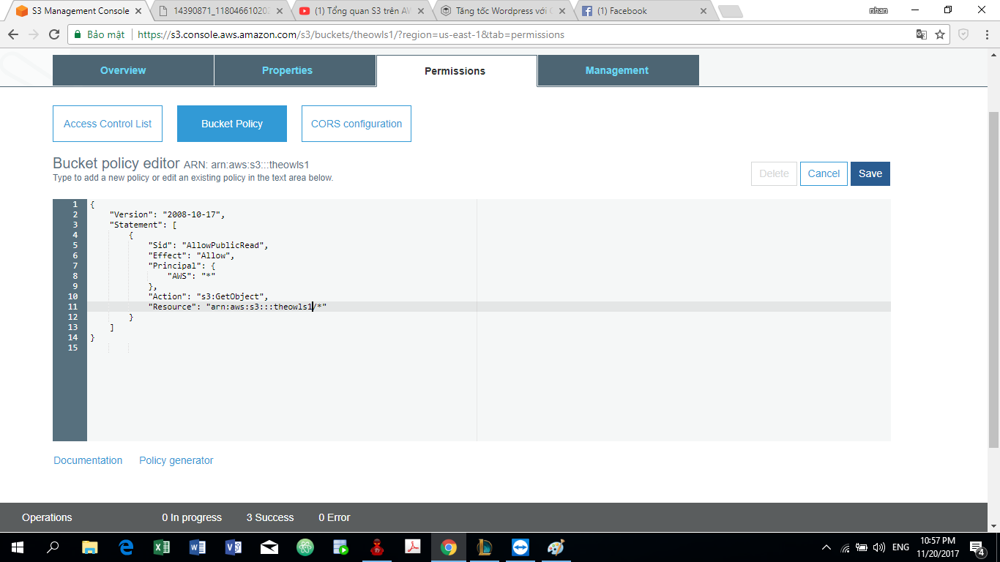 S3 Management Console
14390871_118046610202
(1) Tổng quan S3 trên AW
Tăng tốc Wordpress với C
(1) Facebook
nhan
Bảo mật
https://s3.console.aws.amazon.com/s3/buckets/theowls1/?region=us-east-1&tab=permissions
Overview
Properties
Permissions
Management
Access Control List
Bucket Policy
CORS configuration
Bucket policy editor ARN: arn:aws:s3:::theowls1
Type to add a new policy or edit an existing policy in the text area below.
Delete
Cancel
Save
1 {
2 "Version": "2008-10-17",
3 "Statement": [
4 {
5 "Sid": "AllowPublicRead",
6 "Effect": "Allow",
7 "Principal": {
8 "AWS": "*"
9 },
10 "Action": "s3:GetObject",
11 "Resource": "arn:aws:s3:::theowls1/*"
12 }
13 ]
14 }
15
Documentation
Policy generator
Operations
0 In progress
3 Success
0 Error
ENG
10:57 PM
11/20/2017
4